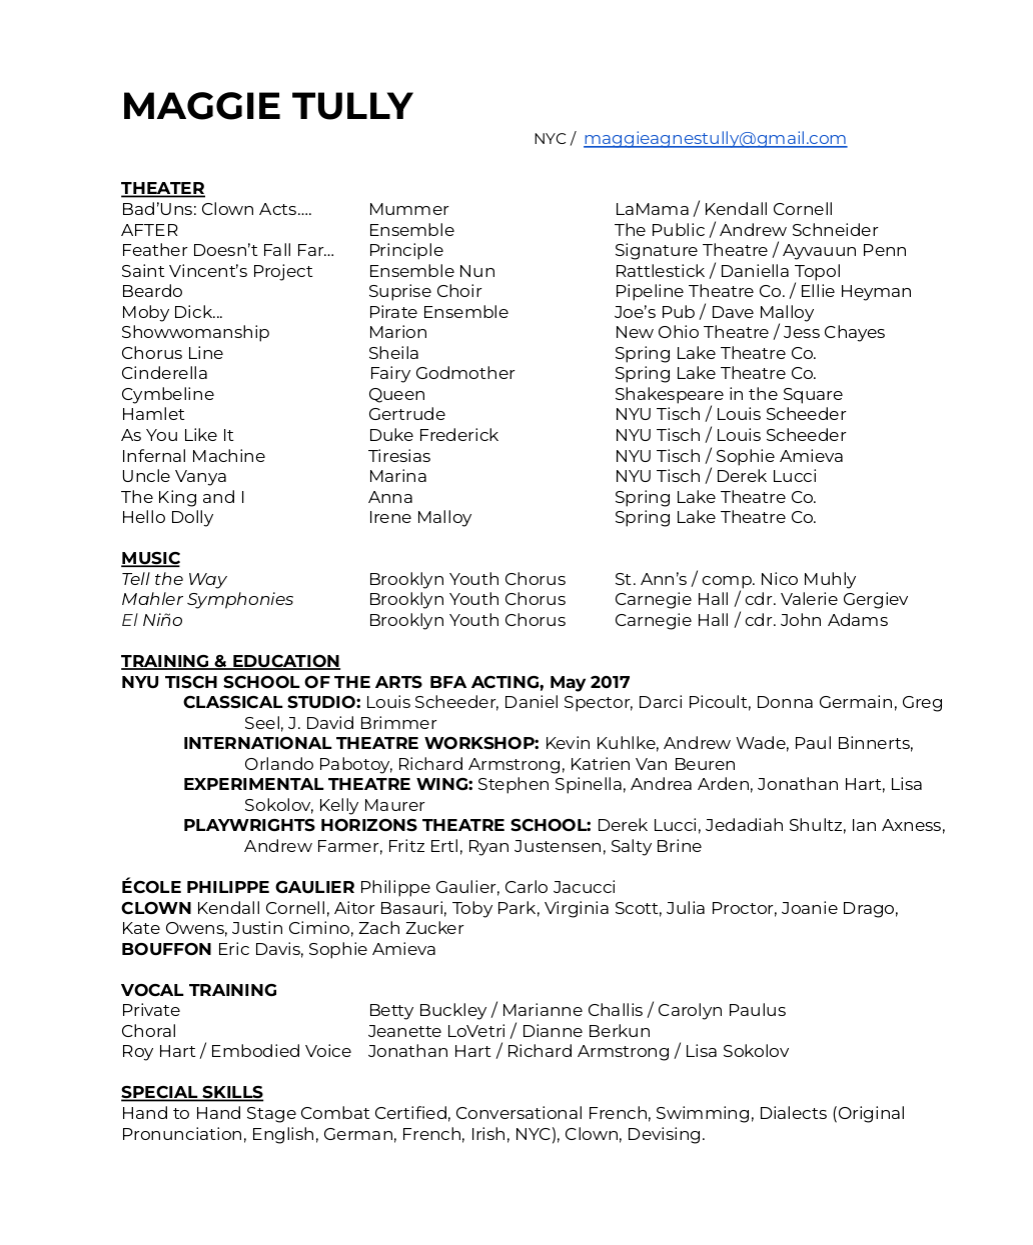 MAGGIE TULLY
NYC / maggieagnestully@gmail.com
THEATER
Bad’Uns: Clown Acts.... Mummer LaMama / Kendall Cornell
AFTER Ensemble The Public / Andrew Schneider
Feather Doesn’t Fall Far... Principle Signature Theatre / Ayvauun Penn
Saint Vincent’s Project Ensemble Nun Rattlestick / Daniella Topol
Beardo Suprise Choir Pipeline Theatre Co. / Ellie Heyman
Moby Dick... Pirate Ensemble Joe’s Pub / Dave Malloy
Showwomanship Marion New Ohio Theatre / Jess Chayes
Chorus Line Sheila Spring Lake Theatre Co.
Cinderella Fairy Godmother Spring Lake Theatre Co.
Cymbeline Queen Shakespeare in the Square
Hamlet Gertrude NYU Tisch / Louis Scheeder
As You Like It Duke Frederick NYU Tisch / Louis Scheeder
Infernal Machine Tiresias NYU Tisch / Sophie Amieva
Uncle Vanya Marina NYU Tisch / Derek Lucci
The King and I Anna Spring Lake Theatre Co.
Hello Dolly Irene Malloy Spring Lake Theatre Co.
MUSIC
Tell the Way Brooklyn Youth Chorus St. Ann’s / comp. Nico Muhly
Mahler Symphonies Brooklyn Youth Chorus Carnegie Hall / cdr. Valerie Gergiev
El Niño Brooklyn Youth Chorus Carnegie Hall / cdr. John Adams
TRAINING & EDUCATION
NYU TISCH SCHOOL OF THE ARTS BFA ACTING, May 2017
CLASSICAL STUDIO: Louis Scheeder, Daniel Spector, Darci Picoult, Donna Germain, Greg
Seel, J. David Brimmer
INTERNATIONAL THEATRE WORKSHOP: Kevin Kuhlke, Andrew Wade, Paul Binnerts,
Orlando Pabotoy, Richard Armstrong, Katrien Van Beuren
EXPERIMENTAL THEATRE WING: Stephen Spinella, Andrea Arden, Jonathan Hart, Lisa
Sokolov, Kelly Maurer
PLAYWRIGHTS HORIZONS THEATRE SCHOOL: Derek Lucci, Jedadiah Shultz, Ian Axness,
Andrew Farmer, Fritz Ertl, Ryan Justensen, Salty Brine
ÉCOLE PHILIPPE GAULIER Philippe Gaulier, Carlo Jacucci
CLOWN Kendall Cornell, Aitor Basauri, Toby Park, Virginia Scott, Julia Proctor, Joanie Drago,
Kate Owens, Justin Cimino, Zach Zucker
BOUFFON Eric Davis, Sophie Amieva
VOCAL TRAINING
Private Betty Buckley / Marianne Challis / Carolyn Paulus
Choral Jeanette LoVetri / Dianne Berkun
Roy Hart / Embodied Voice Jonathan Hart / Richard Armstrong / Lisa Sokolov
SPECIAL SKILLS
Hand to Hand Stage Combat Certified, Conversational French, Swimming, Dialects (Original
Pronunciation, English, German, French, Irish, NYC), Clown, Devising.